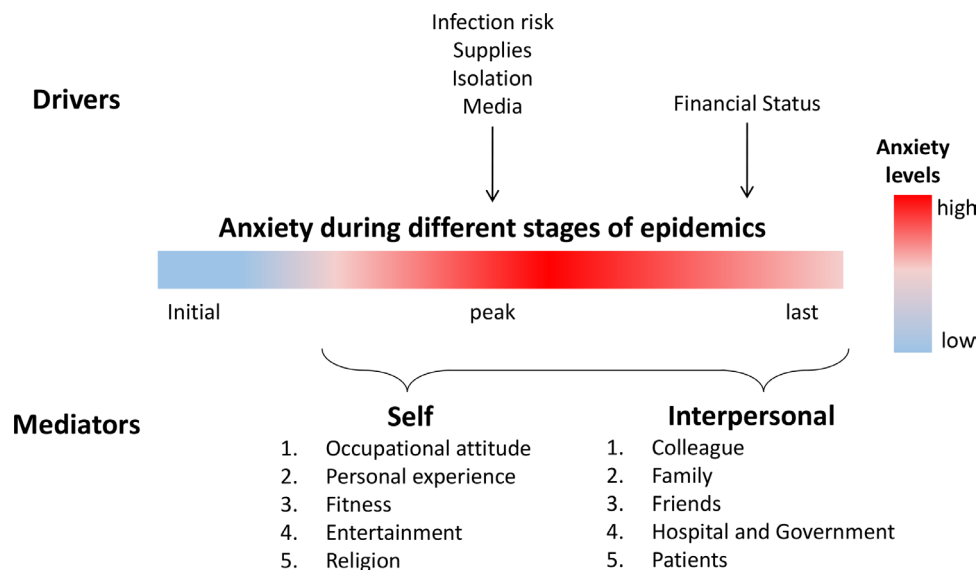 Infection risk
Supplies
Isolation
Media
Drivers
Financial Status
Anxiety
levels
high
low
Anxiety during different stages of epidemics
Initial
peak
last
Mediators
Self
1. Occupational attitude
2. Personal experience
3. Fitness
4. Entertainment
5. Religion
Interpersonal
1. Colleague
2. Family
3. Friends
4. Hospital and Government
5. Patients